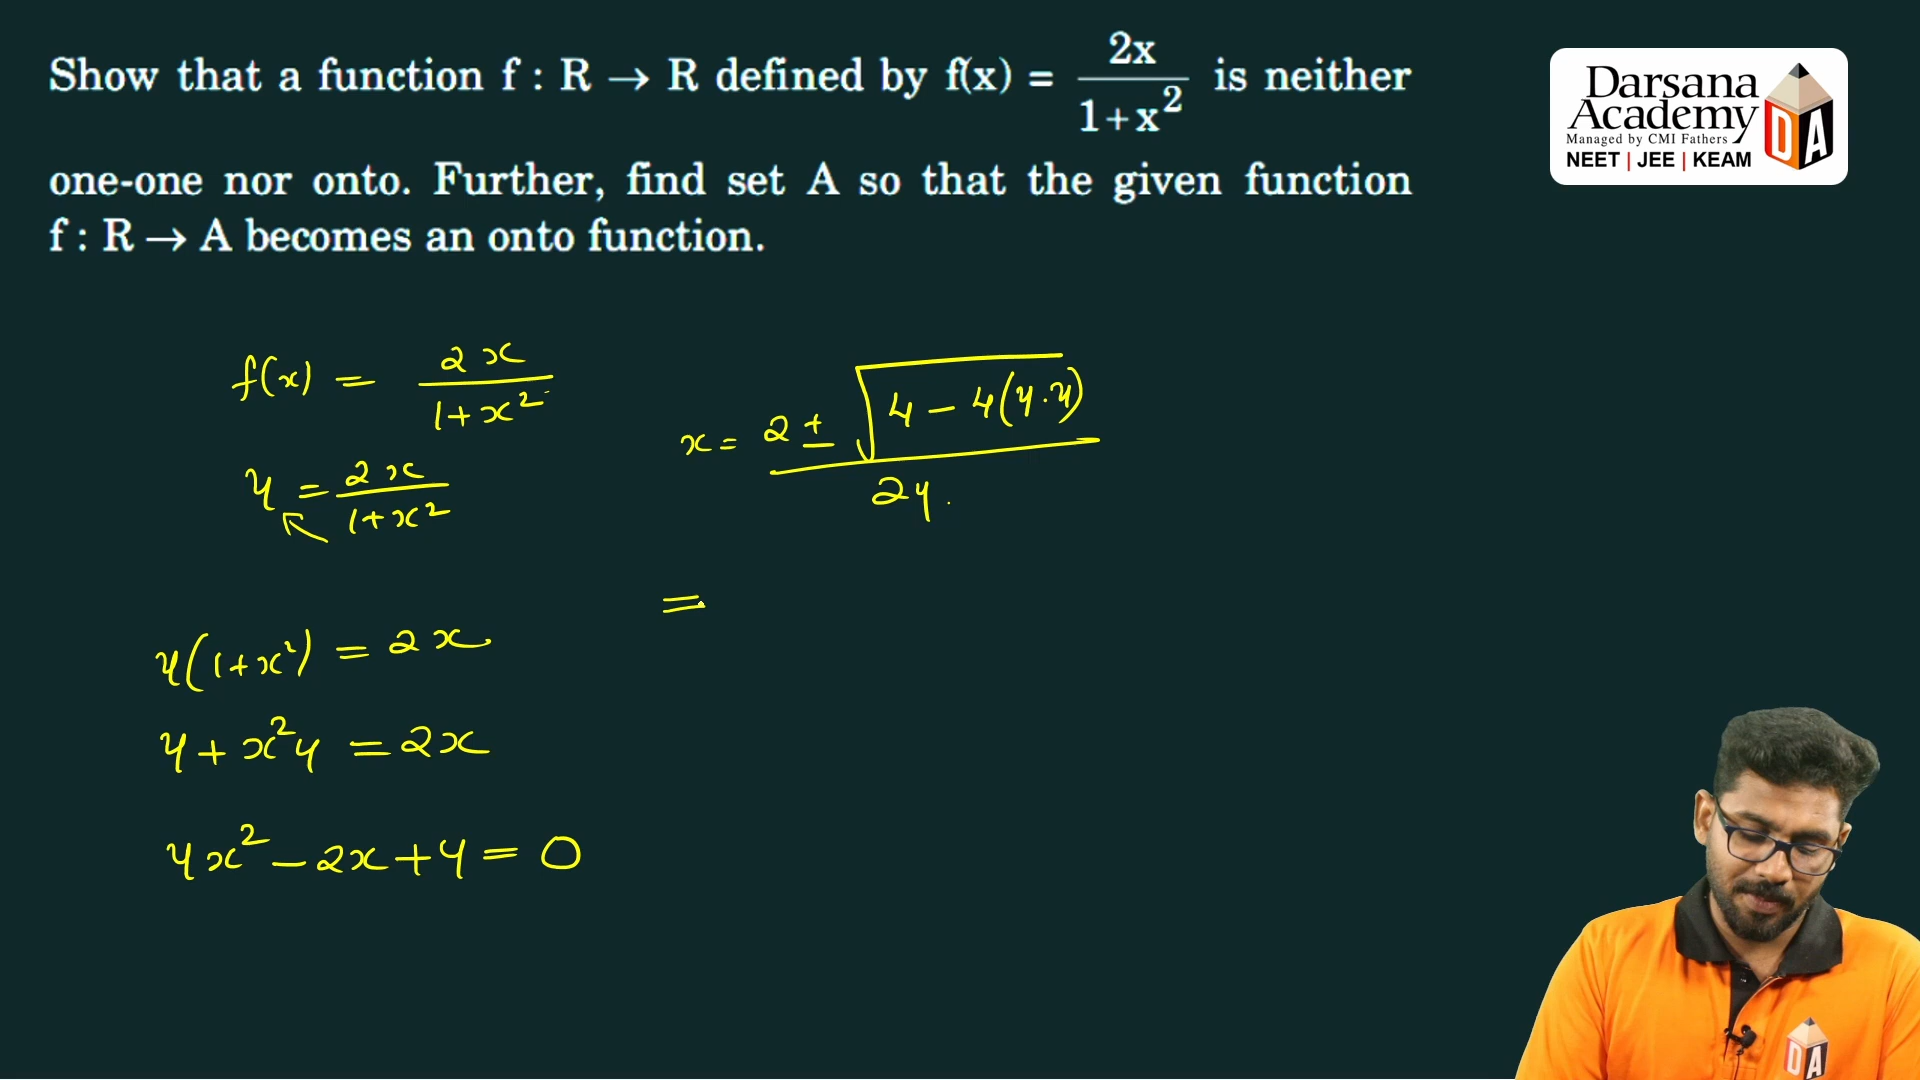 Show that a function f : R → R defined by f(x) = 2x / 1+x² is neither
one-one nor onto. Further, find set A so that the given function
f : R → A becomes an onto function.
Darsana
Academy
Managed by CMI Fathers
NEET | JEE | KEAM
DA
f(x) = 2x / 1+x²
y = 2x / 1+x²
y(1+x²) = 2x
y + x²y = 2x
yx² - 2x + y = 0
x = 2 ± √4 - 4(y.y) / 2y.
=
DA